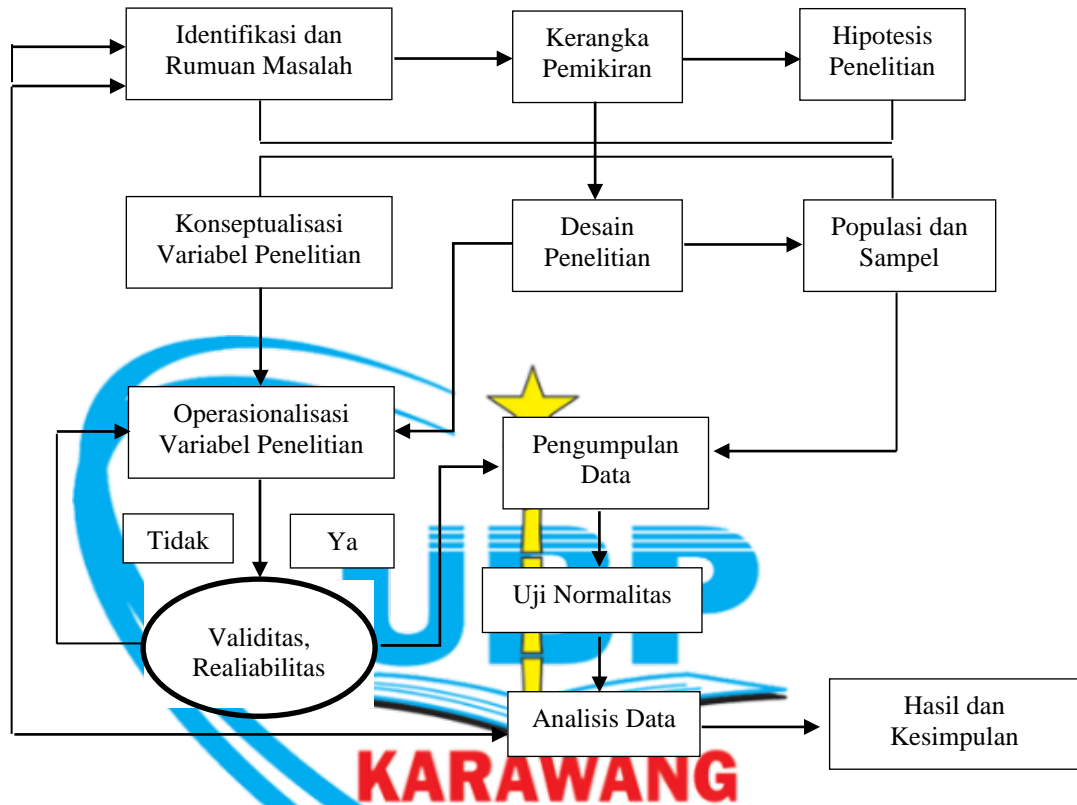 Identifikasi dan
Rumuan Masalah
Kerangka
Pemikiran
Hipotesis
Penelitian
Konseptualisasi
Variabel Penelitian
Desain
Penelitian
Populasi dan
Sampel
Operasionalisasi
Variabel Penelitian
Pengumpulan
Data
Tidak
Ya
UBP
Uji Normalitas
Validitas,
Realiabilitas
Analisis Data
Hasil dan
Kesimpulan
KARAWANG